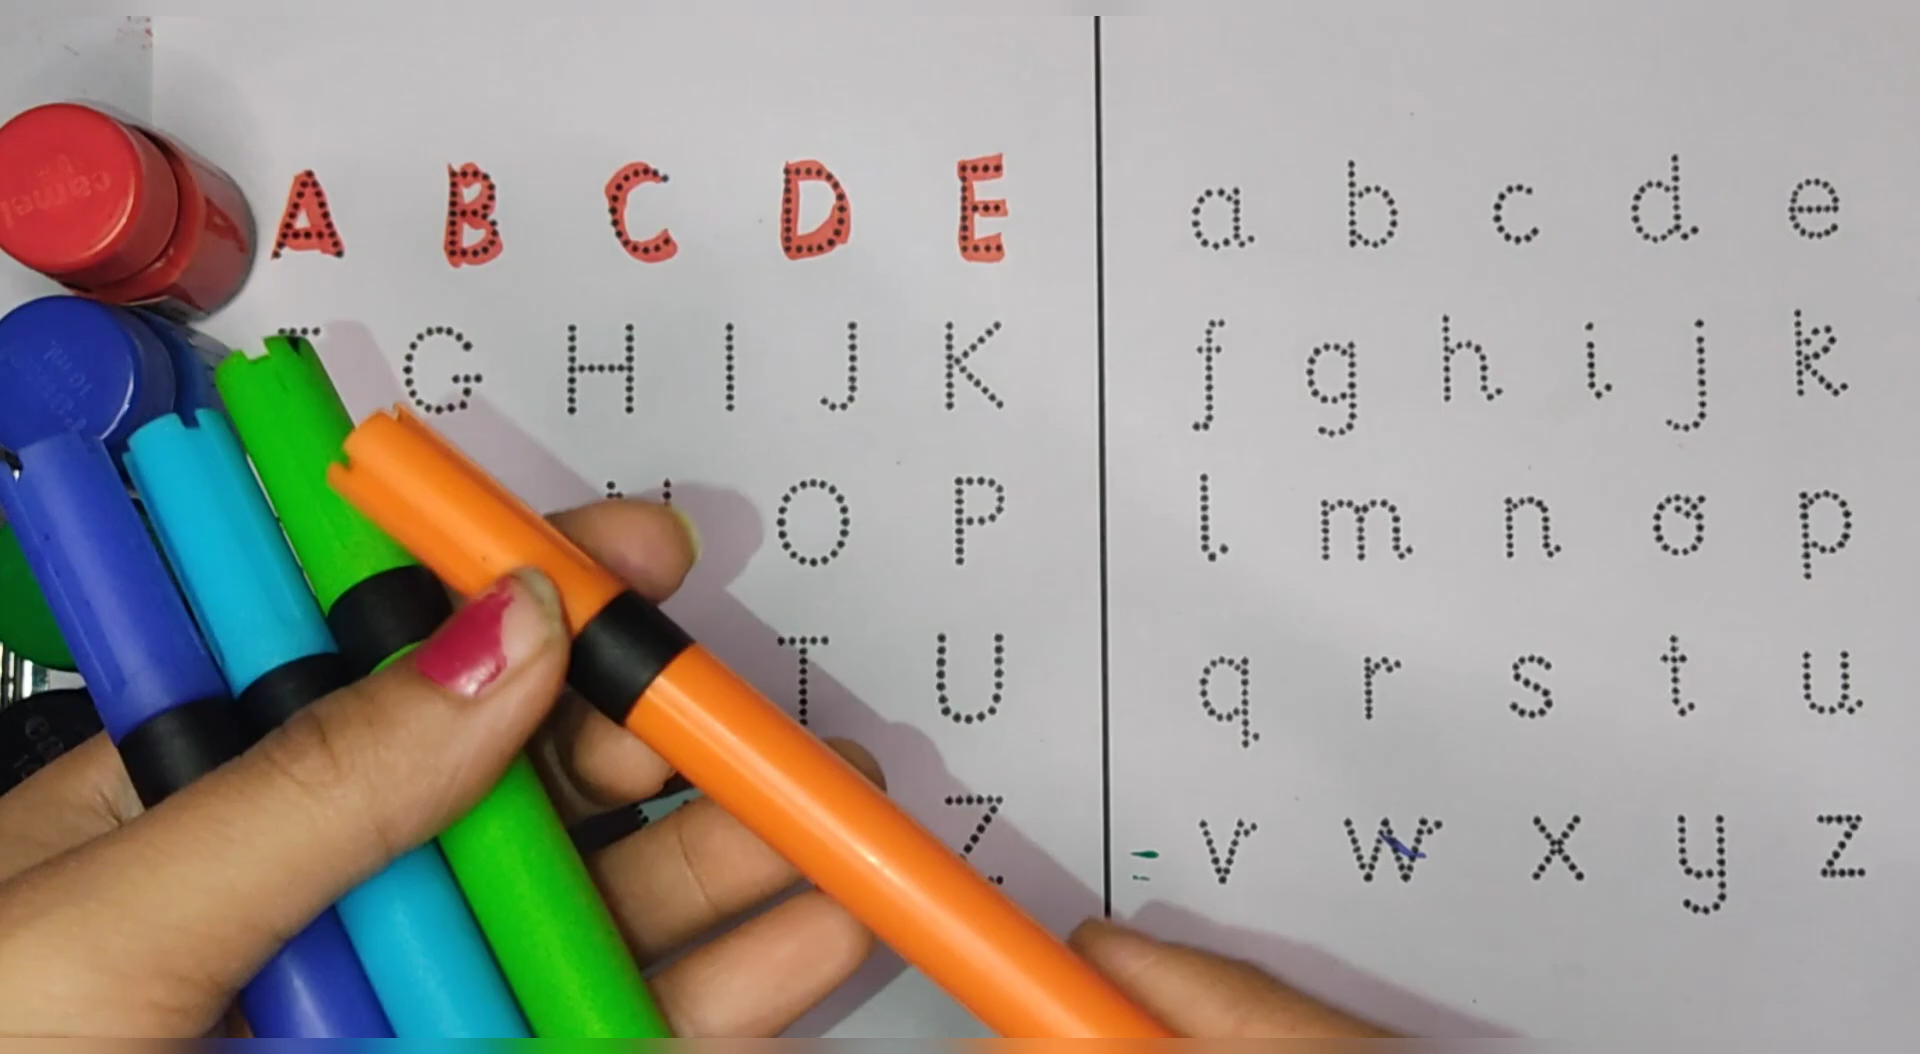 A B C D E
G H I J K
O P
T U
Z
a b c d e
f g h i j k
l m n o p
q r s t u
v w x y z
camel